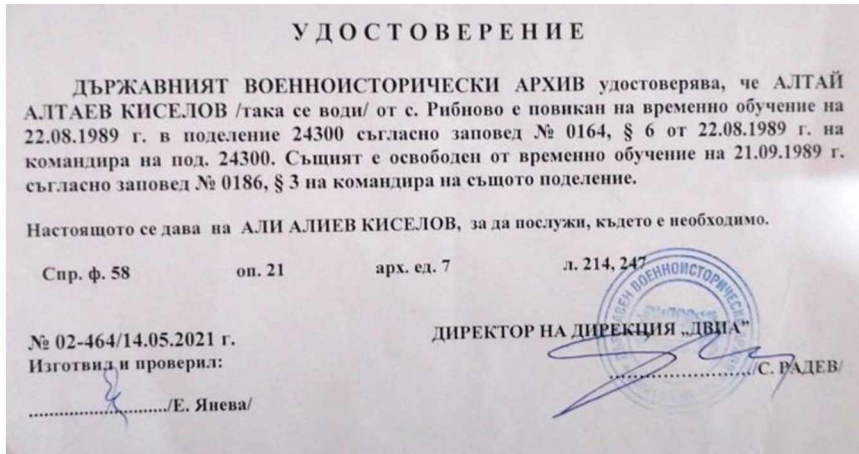 УДОСТОВЕРЕНИЕ
ДЪРЖАВНИЯТ ВОЕННОИСТОРИЧЕСКИ АРХИВ удостоверява, че АЛТАЙ
АЛТАЕВ КИСЕЛОВ /така се води/ от с. Рибново е повикан на временно обучение на
22.08.1989 г. в поделение 24300 съгласно заповед № 0164, § 6 от 22.08.1989 г. на
командира на под. 24300. Същият е освободен от временно обучение на 21.09.1989 г.
съгласно заповед № 0186, § 3 на командира на същото поделение.
Настоящото се дава на АЛИ АЛИЕВ КИСЕЛОВ, за да послужи, където е необходимо.
Спр. ф. 58 оп. 21 арх. ед. 7 л. 214, 247
№ 02-464/14.05.2021 г. ДИРЕКТОР НА ДИРЕКЦИЯ „ДВИА”
Изготвил и проверил:
............................../С. РАДЕВ/
............................../Е. Янева/
ВОЕННОИСТОРИЧЕСКИ